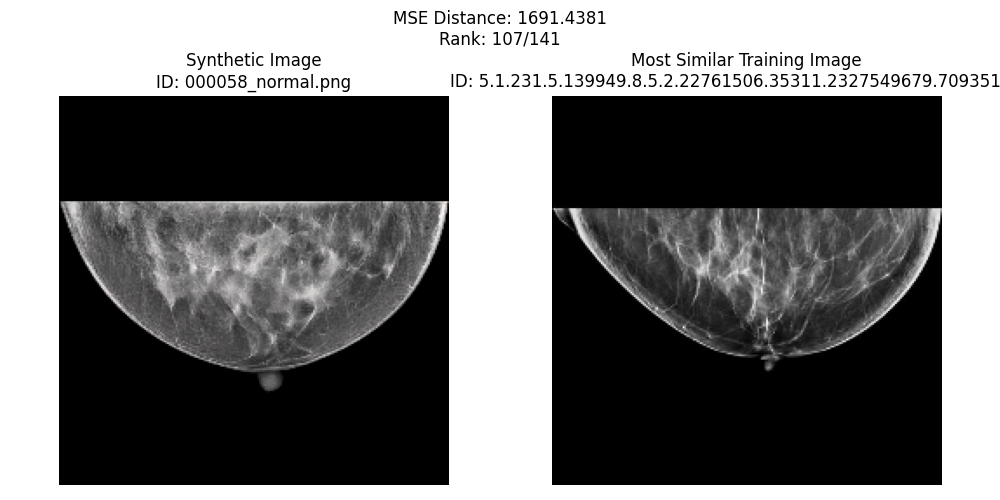 MSE Distance: 1691.4381
Rank: 107/141
Synthetic Image
ID: 000058_normal.png
Most Similar Training Image
ID: 5.1.231.5.139949.8.5.2.22761506.35311.2327549679.709351